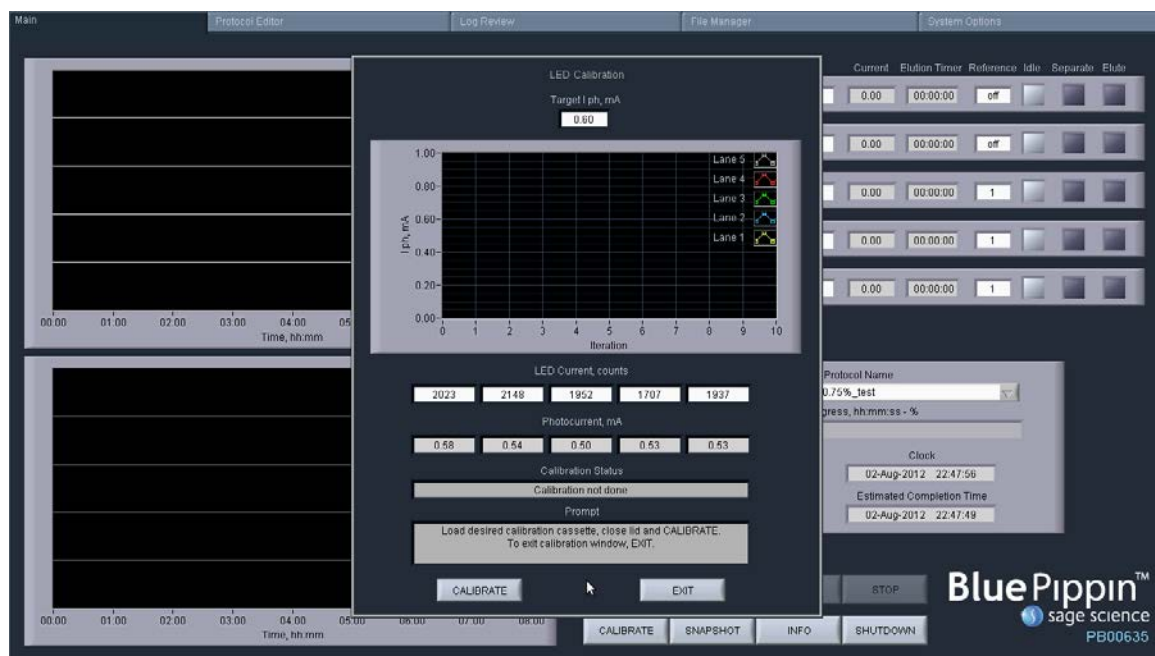 Main Protocol Editor Log Review File Manager System Options
Current Elution Timer Reference Idle Separate Elute
0.00 00:00:00 off
0.00 00:00:00 off
0.00 00:00:00 1
0.00 00:00:00 1
0.00 00:00:00 1
00:00 01:00 02:00 03:00 04:00 05
Time, hh:mm
LED Calibration
Target I ph, mA
0.60
1.00
0.80
0.60
0.40
0.20
0.00
I ph, mA
Lane 5
Lane 4
Lane 3
Lane 2
Lane 1
0 1 2 3 4 5 6 7 8 9 10
Iteration
LED Current, counts
2023 2148 1952 1707 1937
Photocurrent, mA
0.58 0.54 0.50 0.53 0.53
Calibration Status
Calibration not done
Prompt
Load desired calibration cassette, close lid and CALIBRATE.
To exit calibration window, EXIT.
CALIBRATE EXIT
Protocol Name
0.75%_test
gress, hh:mm:ss - %
Clock
02-Aug-2012 22:47:56
Estimated Completion Time
02-Aug-2012 22:47:49
00:00 01:00 02:00 03:00 04:00 05:00 06:00 07:00 08:00
Time, hh:mm
STOP
CALIBRATE SNAPSHOT INFO SHUTDOWN
BluePippin™
sage science
PB00635